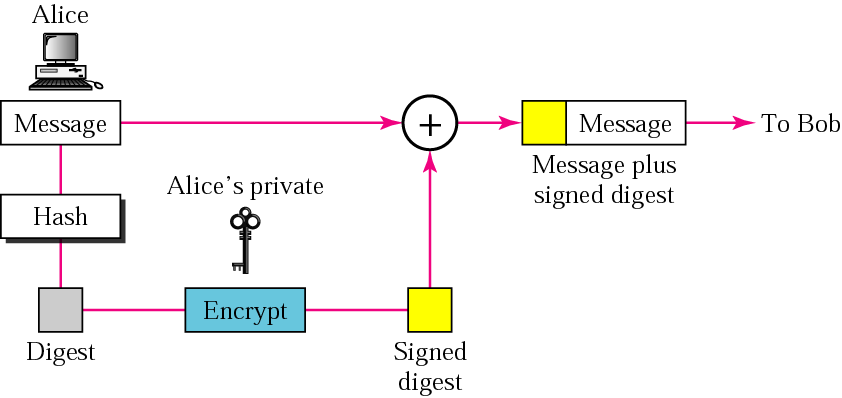 Alice
Message
+
Message
To Bob
Message plus
signed digest
Alice's private
Hash
Encrypt
Digest
Signed
digest